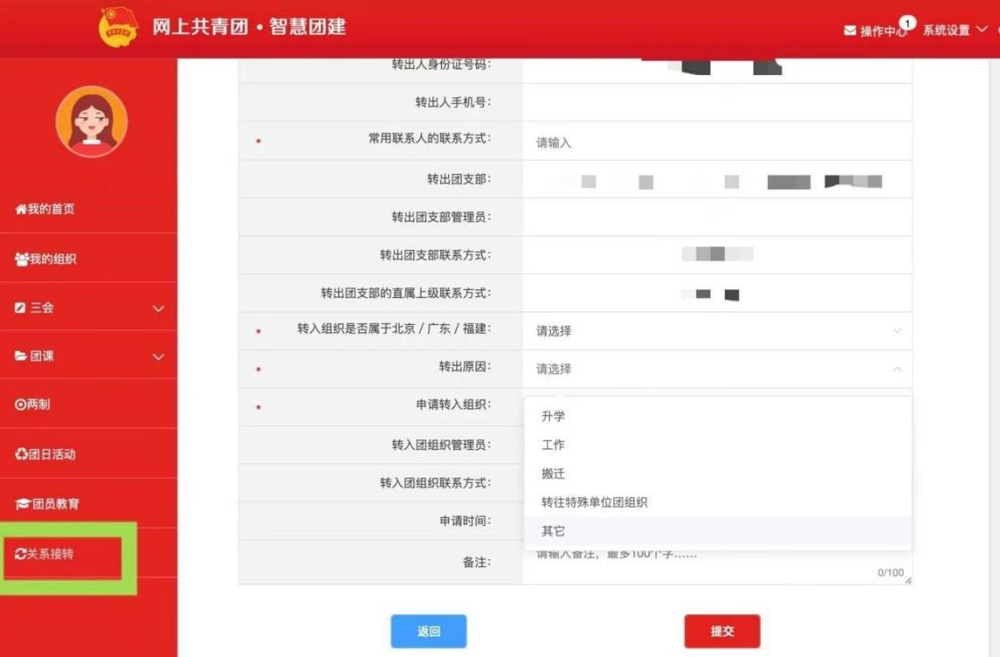 网上共青团·智慧团建
操作中心 1 系统设置
我的首页
我的组织
三会
团课
两制
团日活动
团员教育
关系接转
转出人身份证号码:
转出人手机号:
* 常用联系人的联系方式: 请输入
转出团支部:
转出团支部管理员:
转出团支部联系方式:
转出团支部的直属上级联系方式:
* 转入组织是否属于北京/广东/福建: 请选择
* 转出原因: 请选择
* 申请转入组织:
升学
转入团组织管理员:
工作
搬迁
转入团组织联系方式:
转往特殊单位团组织
申请时间:
其它
备注: 请输入备注,最多100个字……
0/100
返回 提交